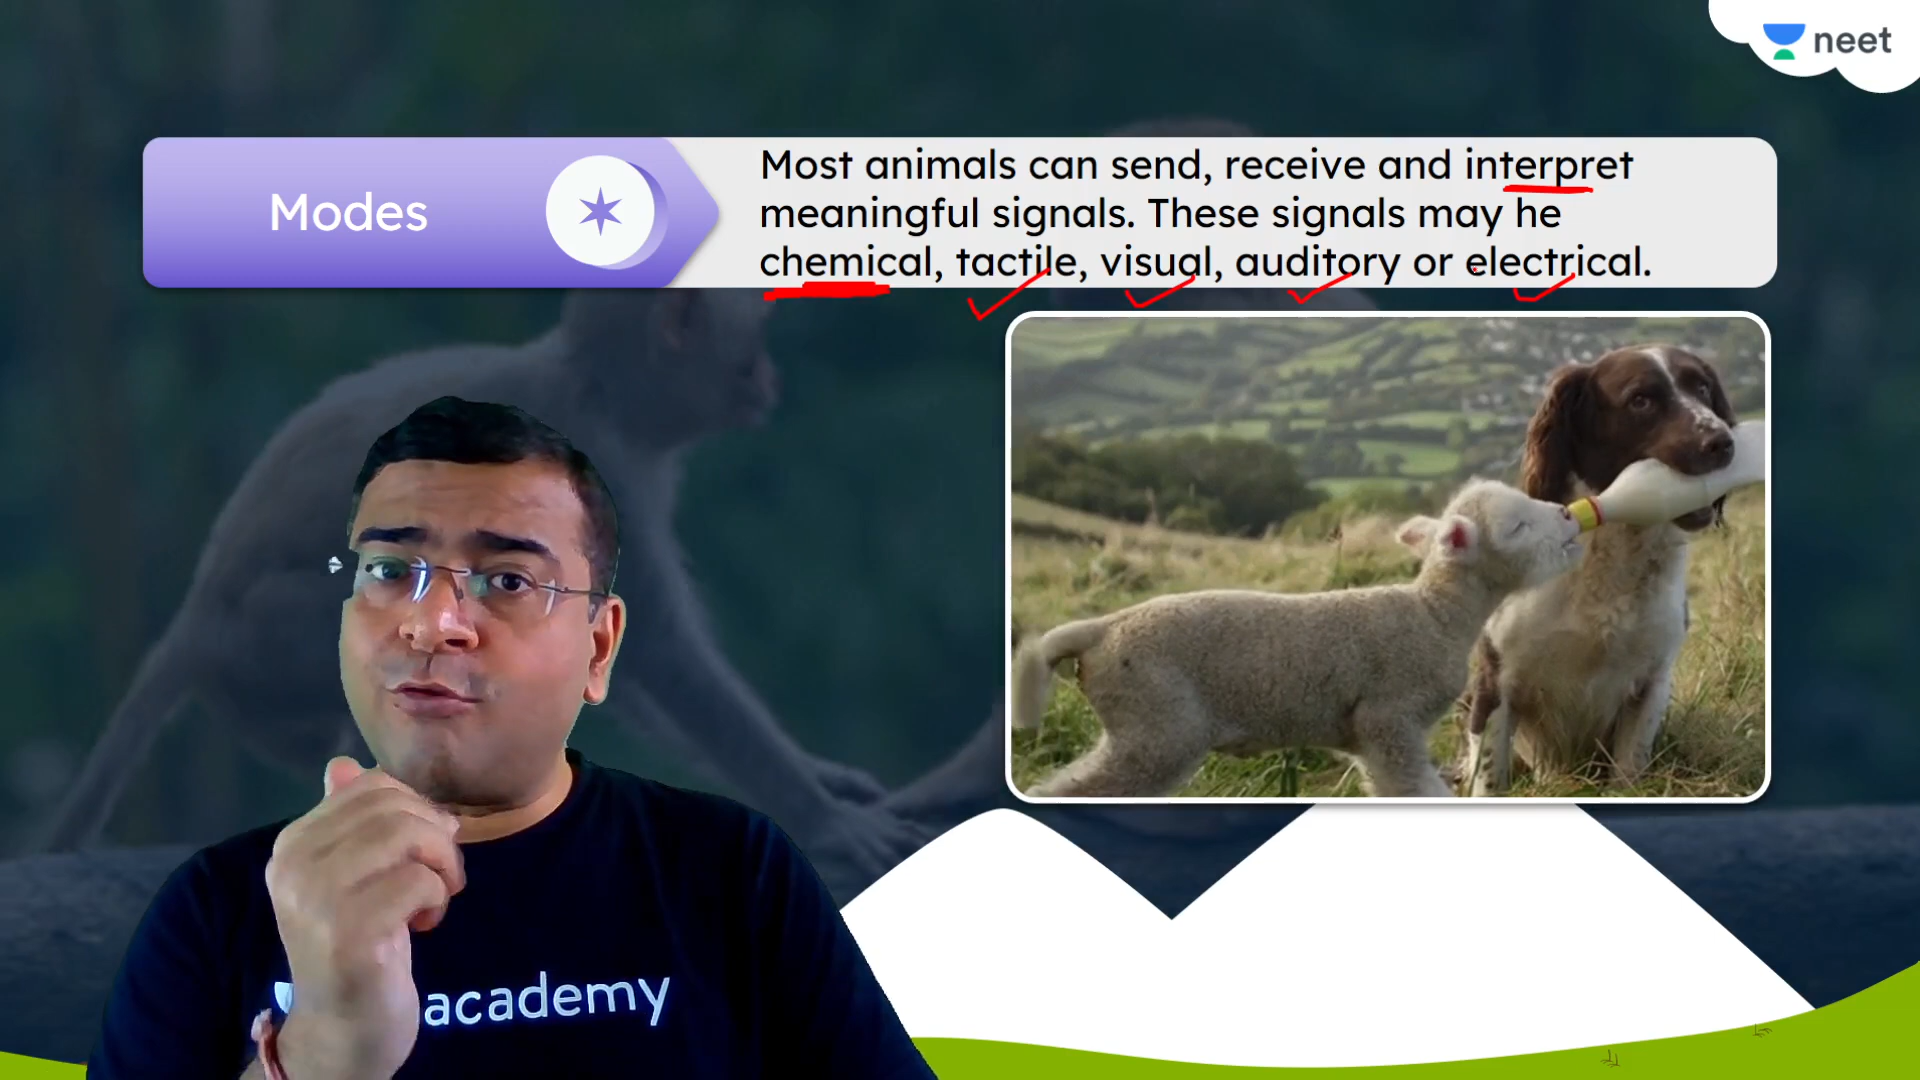 neet
Modes
Most animals can send, receive and interpret
meaningful signals. These signals may he
chemical, tactile, visual, auditory or electrical.
academy